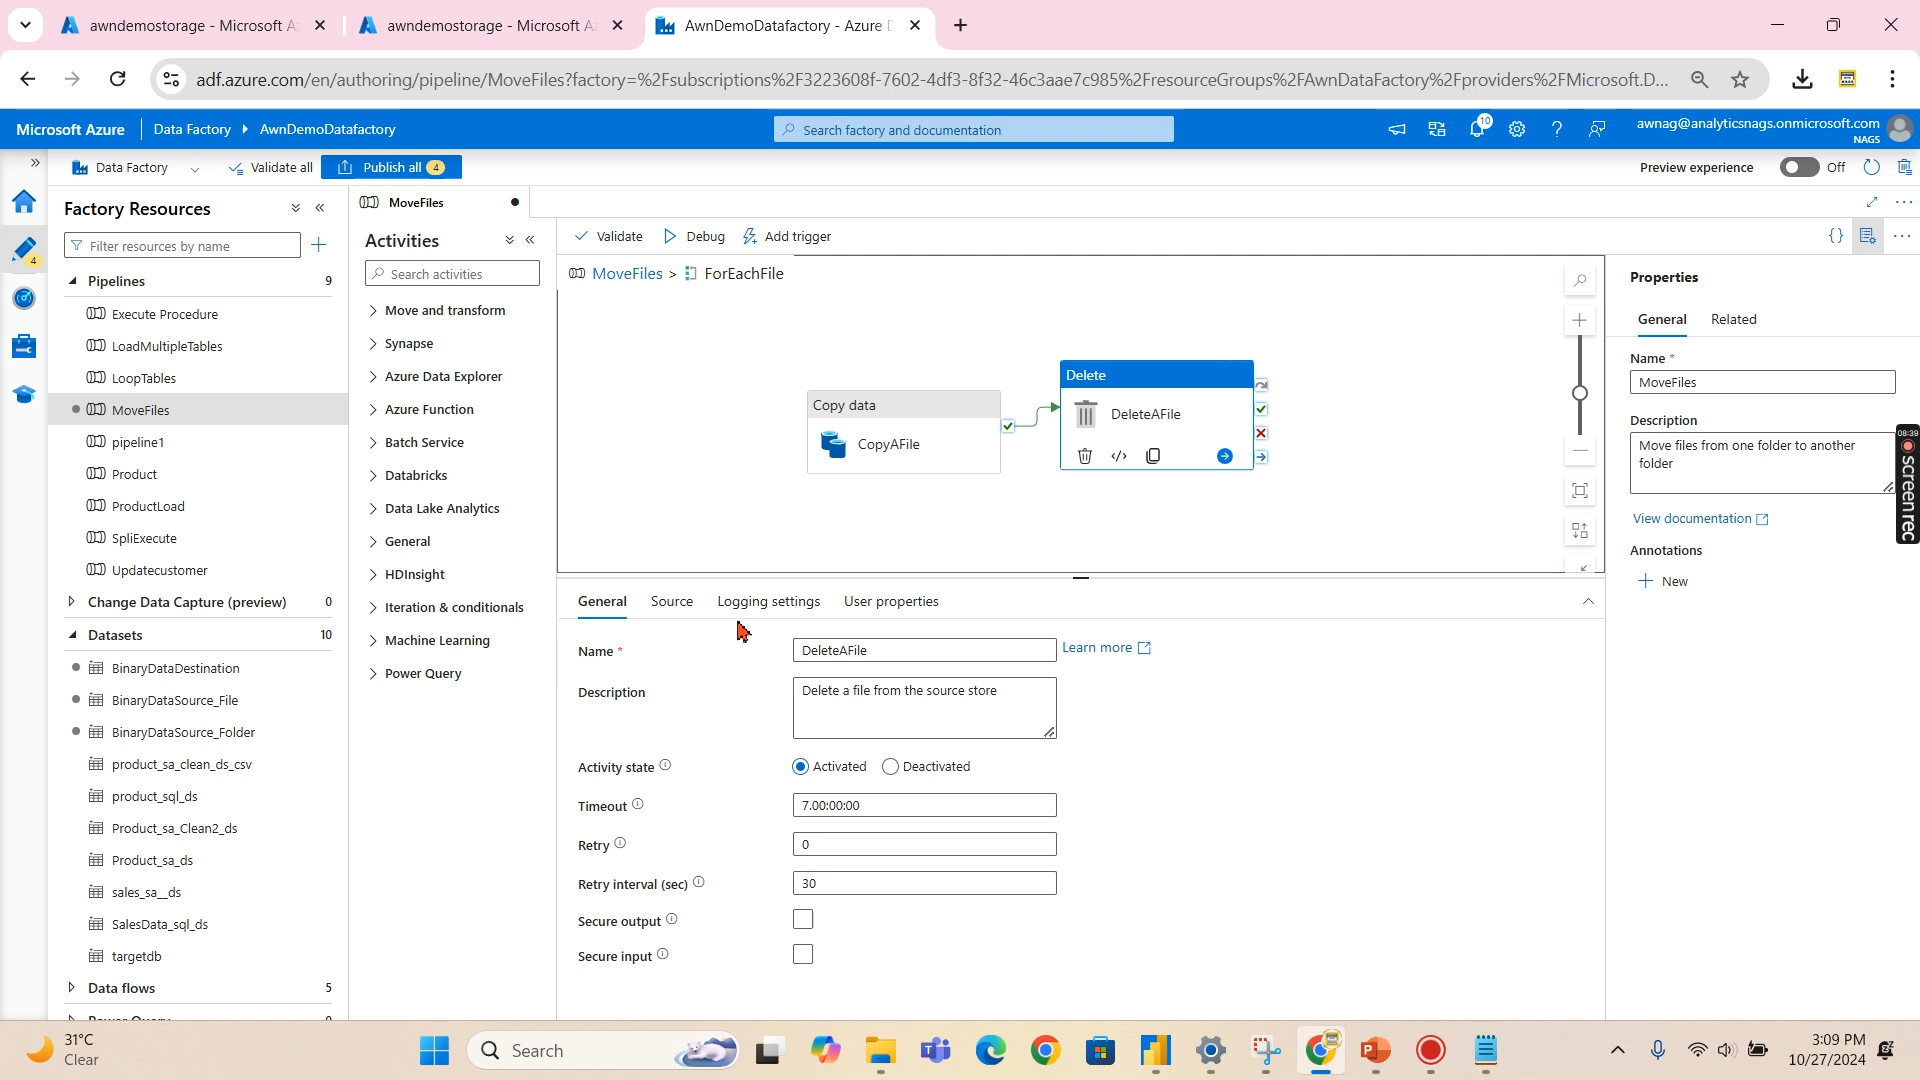 awndemostorage - Microsoft A
awndemostorage - Microsoft A
AwnDemoDatafactory - Azure D
adf.azure.com/en/authoring/pipeline/MoveFiles?factory=%2Fsubscriptions%2F3223608f-7602-4df3-8f32-46c3aae7c985%2FresourceGroups%2FAwnDataFactory%2Fproviders%2FMicrosoft.D...
Microsoft Azure
Data Factory
AwnDemoDatafactory
Search factory and documentation
10
awnag@analyticsnags.onmicrosoft.com
NAGS
Data Factory
Validate all
Publish all 4
Preview experience
Off
4
Factory Resources
Filter resources by name
Pipelines 9
Execute Procedure
LoadMultipleTables
LoopTables
MoveFiles
pipeline1
Product
ProductLoad
SpliExecute
Updatecustomer
Change Data Capture (preview) 0
Datasets 10
BinaryDataDestination
BinaryDataSource_File
BinaryDataSource_Folder
product_sa_clean_ds_csv
product_sql_ds
Product_sa_Clean2_ds
Product_sa_ds
sales_sa__ds
SalesData_sql_ds
targetdb
Data flows 5
MoveFiles
Activities
Search activities
Move and transform
Synapse
Azure Data Explorer
Azure Function
Batch Service
Databricks
Data Lake Analytics
General
HDInsight
Iteration & conditionals
Machine Learning
Power Query
Validate
Debug
Add trigger
MoveFiles > ForEachFile
Copy data
CopyAFile
Delete
DeleteAFile
General
Source
Logging settings
User properties
Name *
DeleteAFile
Learn more
Description
Delete a file from the source store
Activity state
Activated
Deactivated
Timeout
7.00:00:00
Retry
0
Retry interval (sec)
30
Secure output
Secure input
Properties
General
Related
Name *
MoveFiles
Description
Move files from one folder to another
folder
View documentation
Annotations
New
08:39
screenrec
31°C
Clear
Search
3:09 PM
10/27/2024